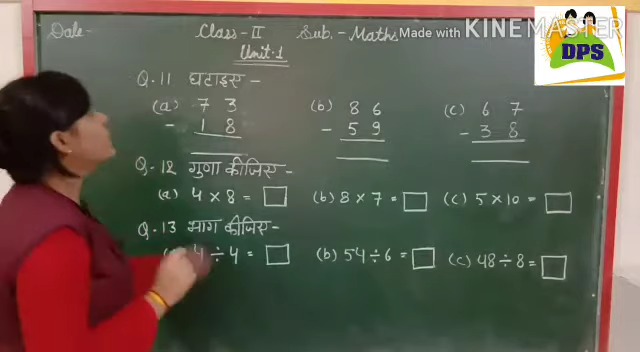 Date- Class-II Sub.-Maths Made with KINEMASTER
Unit:1
DPS
Q.11 घटाइए -
(a) 7 3 (b) 8 6 (c) 6 7
- 1 8 - 5 9 - 3 8
Q.12 गुणा कीजिए -
(a) 4 × 8 = (b) 8 × 7 = (c) 5 × 10 =
Q.13 भाग कीजिए -
4 ÷ 4 = (b) 54 ÷ 6 = (c) 48 ÷ 8 =